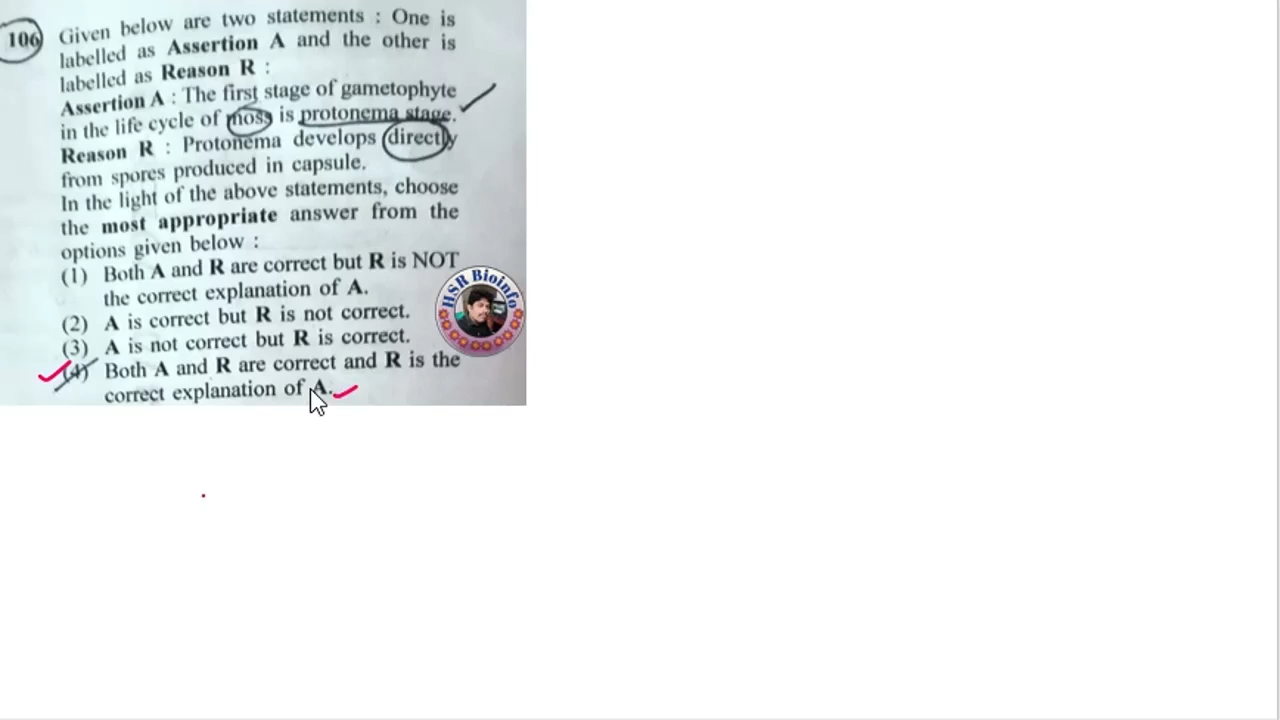 106 Given below are two statements : One is
labelled as Assertion A and the other is
labelled as Reason R :
Assertion A : The first stage of gametophyte
in the life cycle of moss is protonema stage.
Reason R : Protonema develops directly
from spores produced in capsule.
In the light of the above statements, choose
the most appropriate answer from the
options given below :
(1) Both A and R are correct but R is NOT
the correct explanation of A.
(2) A is correct but R is not correct.
(3) A is not correct but R is correct.
(4) Both A and R are correct and R is the
correct explanation of A.
HSR Bioinfo